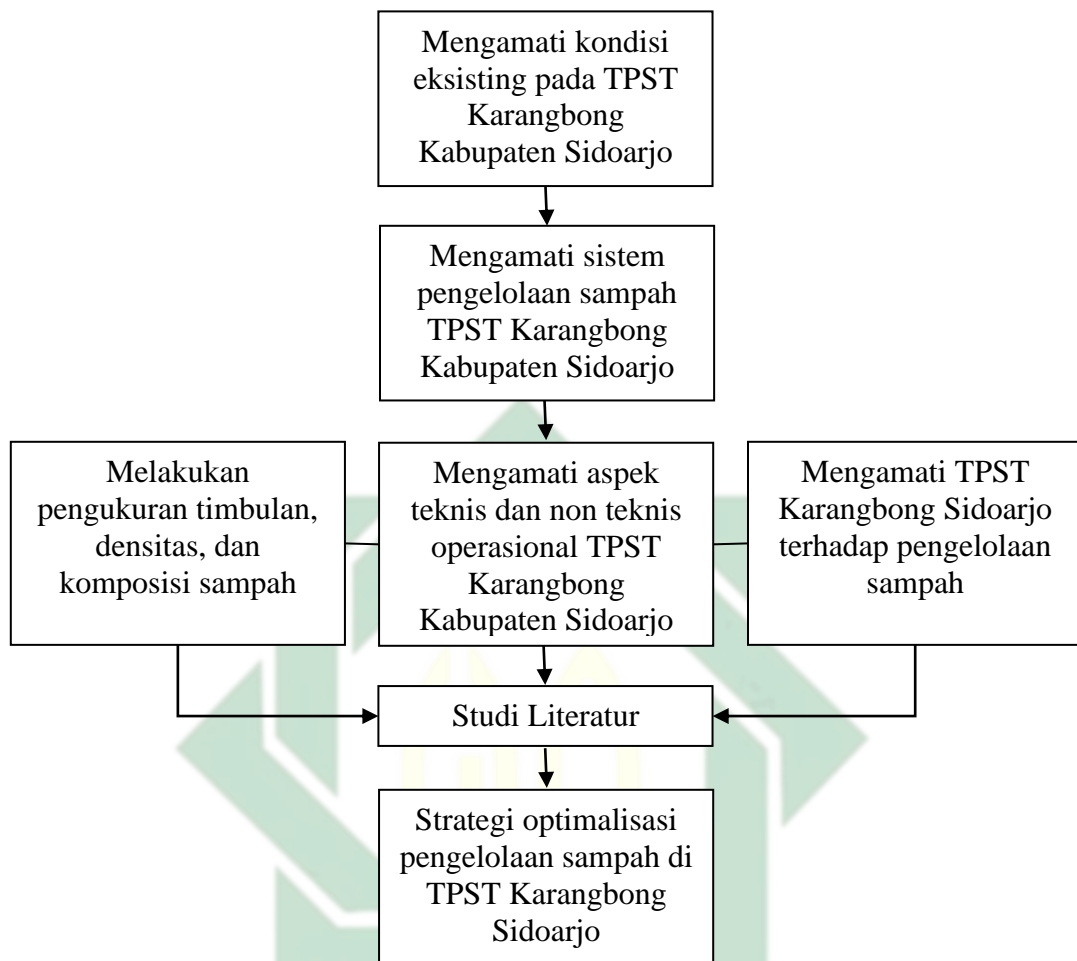 Mengamati kondisi
eksisting pada TPST
Karangbong
Kabupaten Sidoarjo
Mengamati sistem
pengelolaan sampah
TPST Karangbong
Kabupaten Sidoarjo
Melakukan
pengukuran timbulan,
densitas, dan
komposisi sampah
Mengamati aspek
teknis dan non teknis
operasional TPST
Karangbong
Kabupaten Sidoarjo
Mengamati TPST
Karangbong Sidoarjo
terhadap pengelolaan
sampah
Studi Literatur
Strategi optimalisasi
pengelolaan sampah di
TPST Karangbong
Sidoarjo